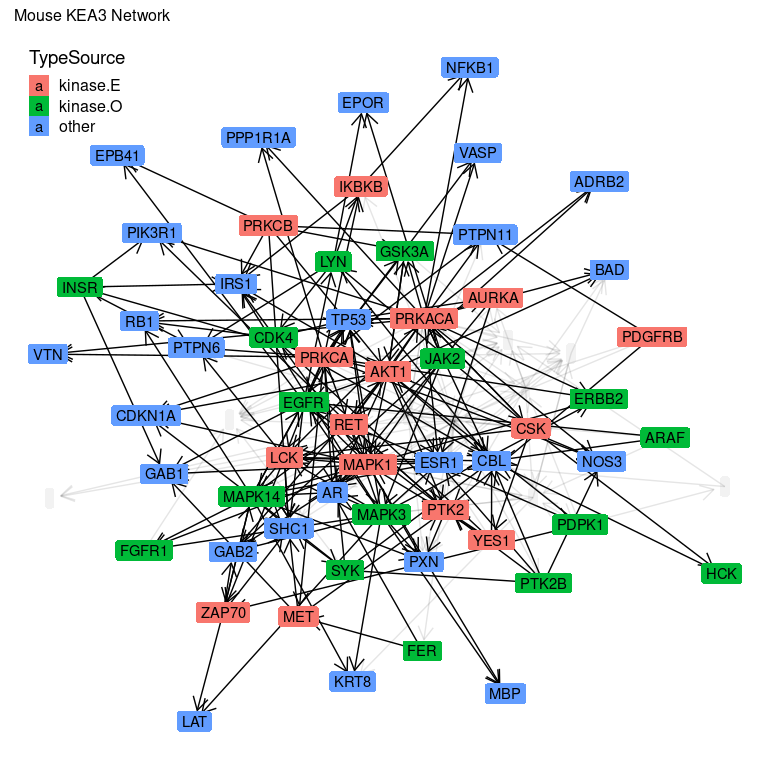 Mouse KEA3 Network
TypeSource
a kinase.E
a kinase.O
a other
NFKB1
EPOR
PPP1R1A
EPB41
VASP
ADRB2
IKBKB
PRKCB
PIK3R1
PTPN11
GSK3A
LYN
BAD
INSR
IRS1
AURKA
RB1
TP53
PRKACA
CDK4
PDGFRB
VTN
PTPN6
PRKCA
JAK2
AKT1
EGFR
ERBB2
CDKN1A
RET
CSK
ARAF
LCK
MAPK1
ESR1
CBL
NOS3
GAB1
MAPK14
AR
MAPK3
PTK2
SHC1
PDPK1
YES1
FGFR1
GAB2
PXN
SYK
HCK
PTK2B
ZAP70
MET
FER
KRT8
MBP
LAT